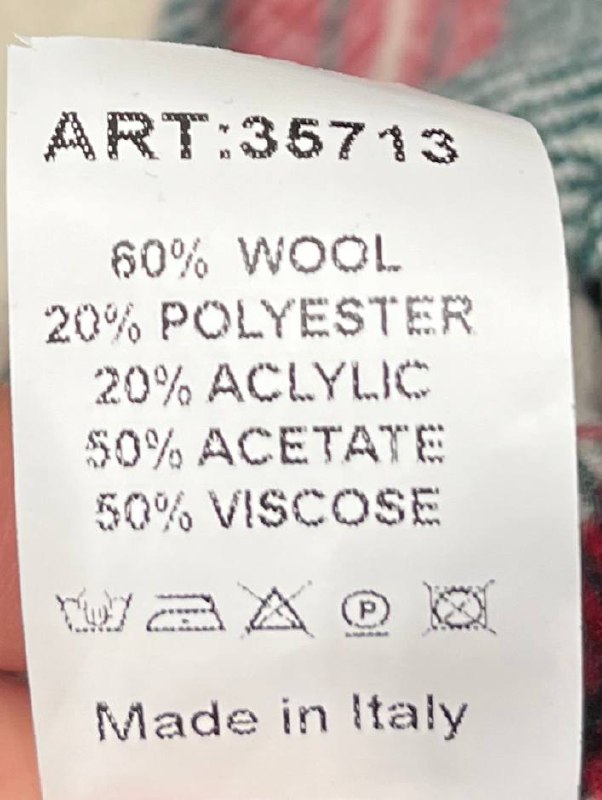 ART:35713
60% WOOL
20% POLYESTER
20% ACLYLIC
50% ACETATE
50% VISCOSE
P
Made in Italy